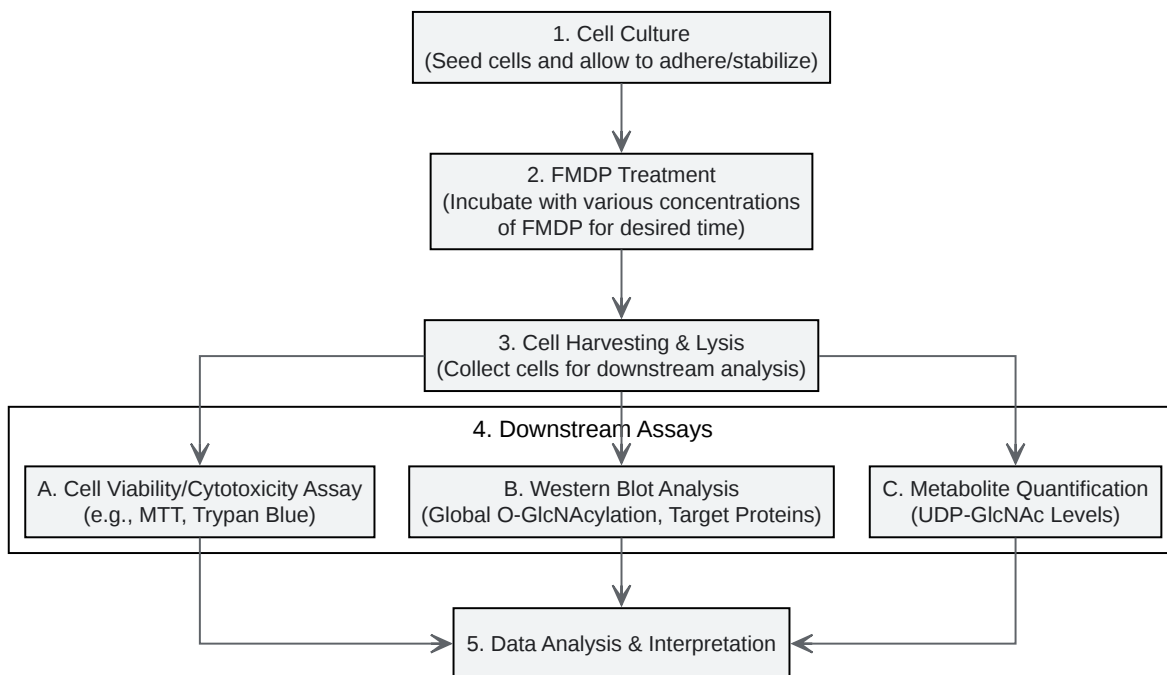 1. Cell Culture
(Seed cells and allow to adhere/stabilize)
2. FMDP Treatment
(Incubate with various concentrations
of FMDP for desired time)
3. Cell Harvesting & Lysis
(Collect cells for downstream analysis)
4. Downstream Assays
A. Cell Viability/Cytotoxicity Assay
(e.g., MTT, Trypan Blue)
B. Western Blot Analysis
(Global O-GlcNAcylation, Target Proteins)
C. Metabolite Quantification
(UDP-GlcNAc Levels)
5. Data Analysis & Interpretation